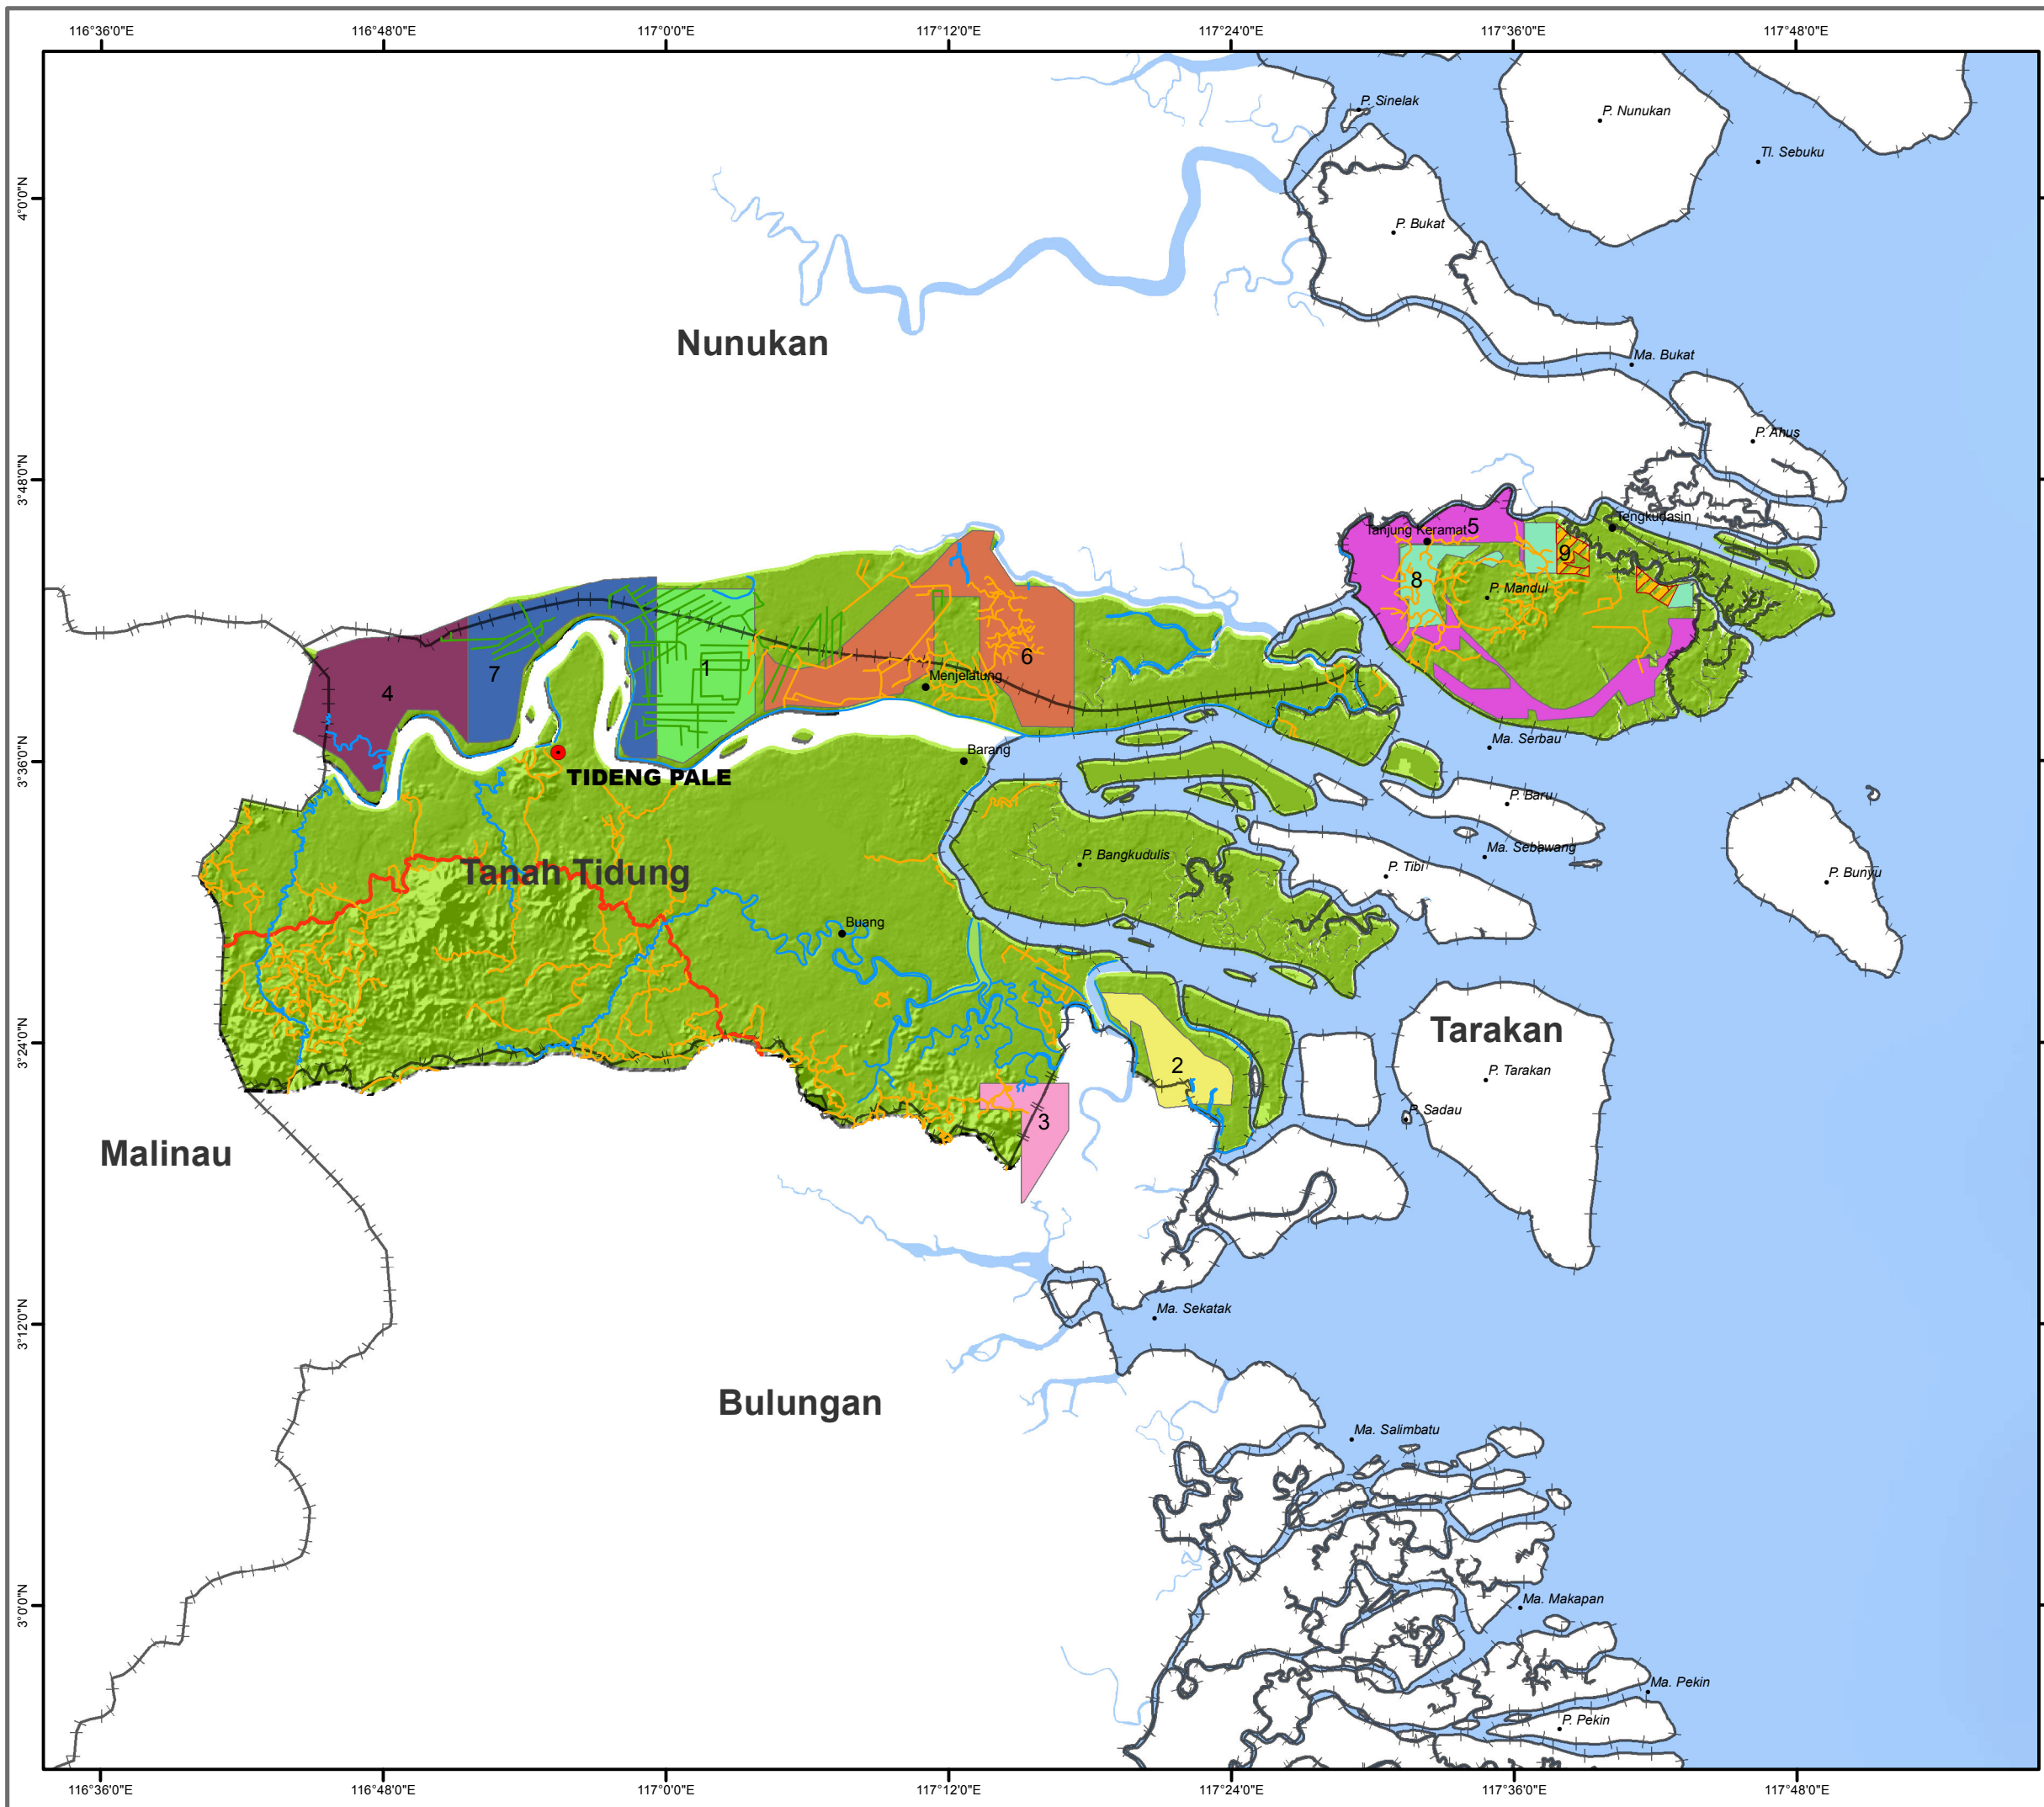 116°36'0"E
116°48'0"E
117°0'0"E
117°12'0"E
117°24'0"E
117°36'0"E
117°48'0"E
P. Sinelak
P. Nunukan
Tl. Sebuku
4°0'0"N
P. Bukat
Nunukan
Ma. Bukat
P. Ahus
3°48'0"N
Tanjung Keramat
5
Tengkudasin
9
8
P. Mandul
4
7
1
6
Menjelatung
Ma. Serbau
3°36'0"N
Barang
TIDENG PALE
P. Baru
Tanah Tidung
P. Bangkudulis
Ma. Sebawang
P. Tibi
P. Bunyu
Buang
3°24'0"N
Tarakan
2
P. Tarakan
3
P. Sadau
Malinau
3°12'0"N
Ma. Sekatak
Bulungan
Ma. Salimbatu
3°0'0"N
Ma. Makapan
Ma. Pekin
P. Pekin
116°36'0"E
116°48'0"E
117°0'0"E
117°12'0"E
117°24'0"E
117°36'0"E
117°48'0"E